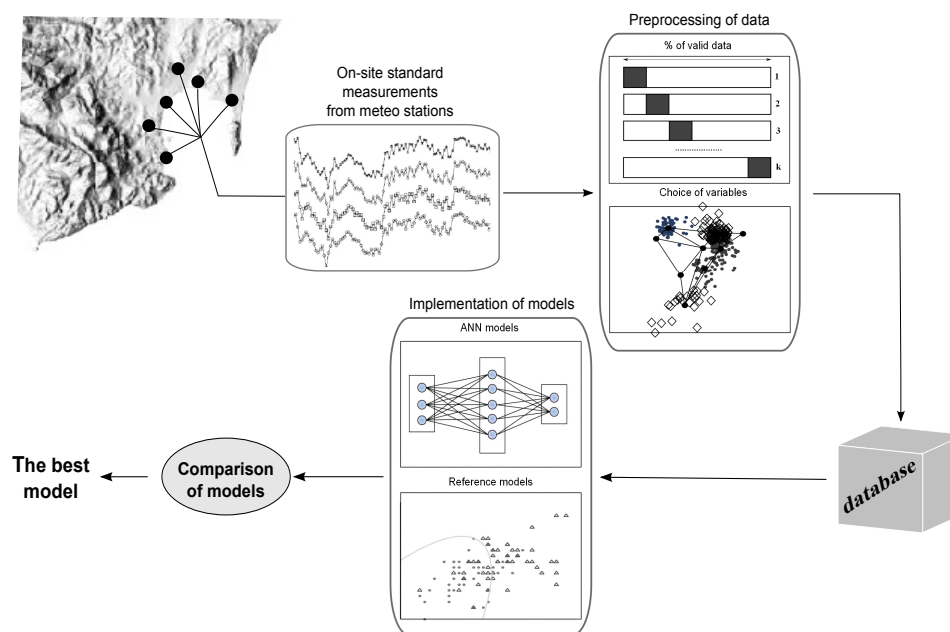 Preprocessing of data
% of valid data
1
2
3
k
On-site standard
measurements
from meteo stations
Choice of variables
Implementation of models
ANN models
Reference models
database
Comparison
of models
The best
model